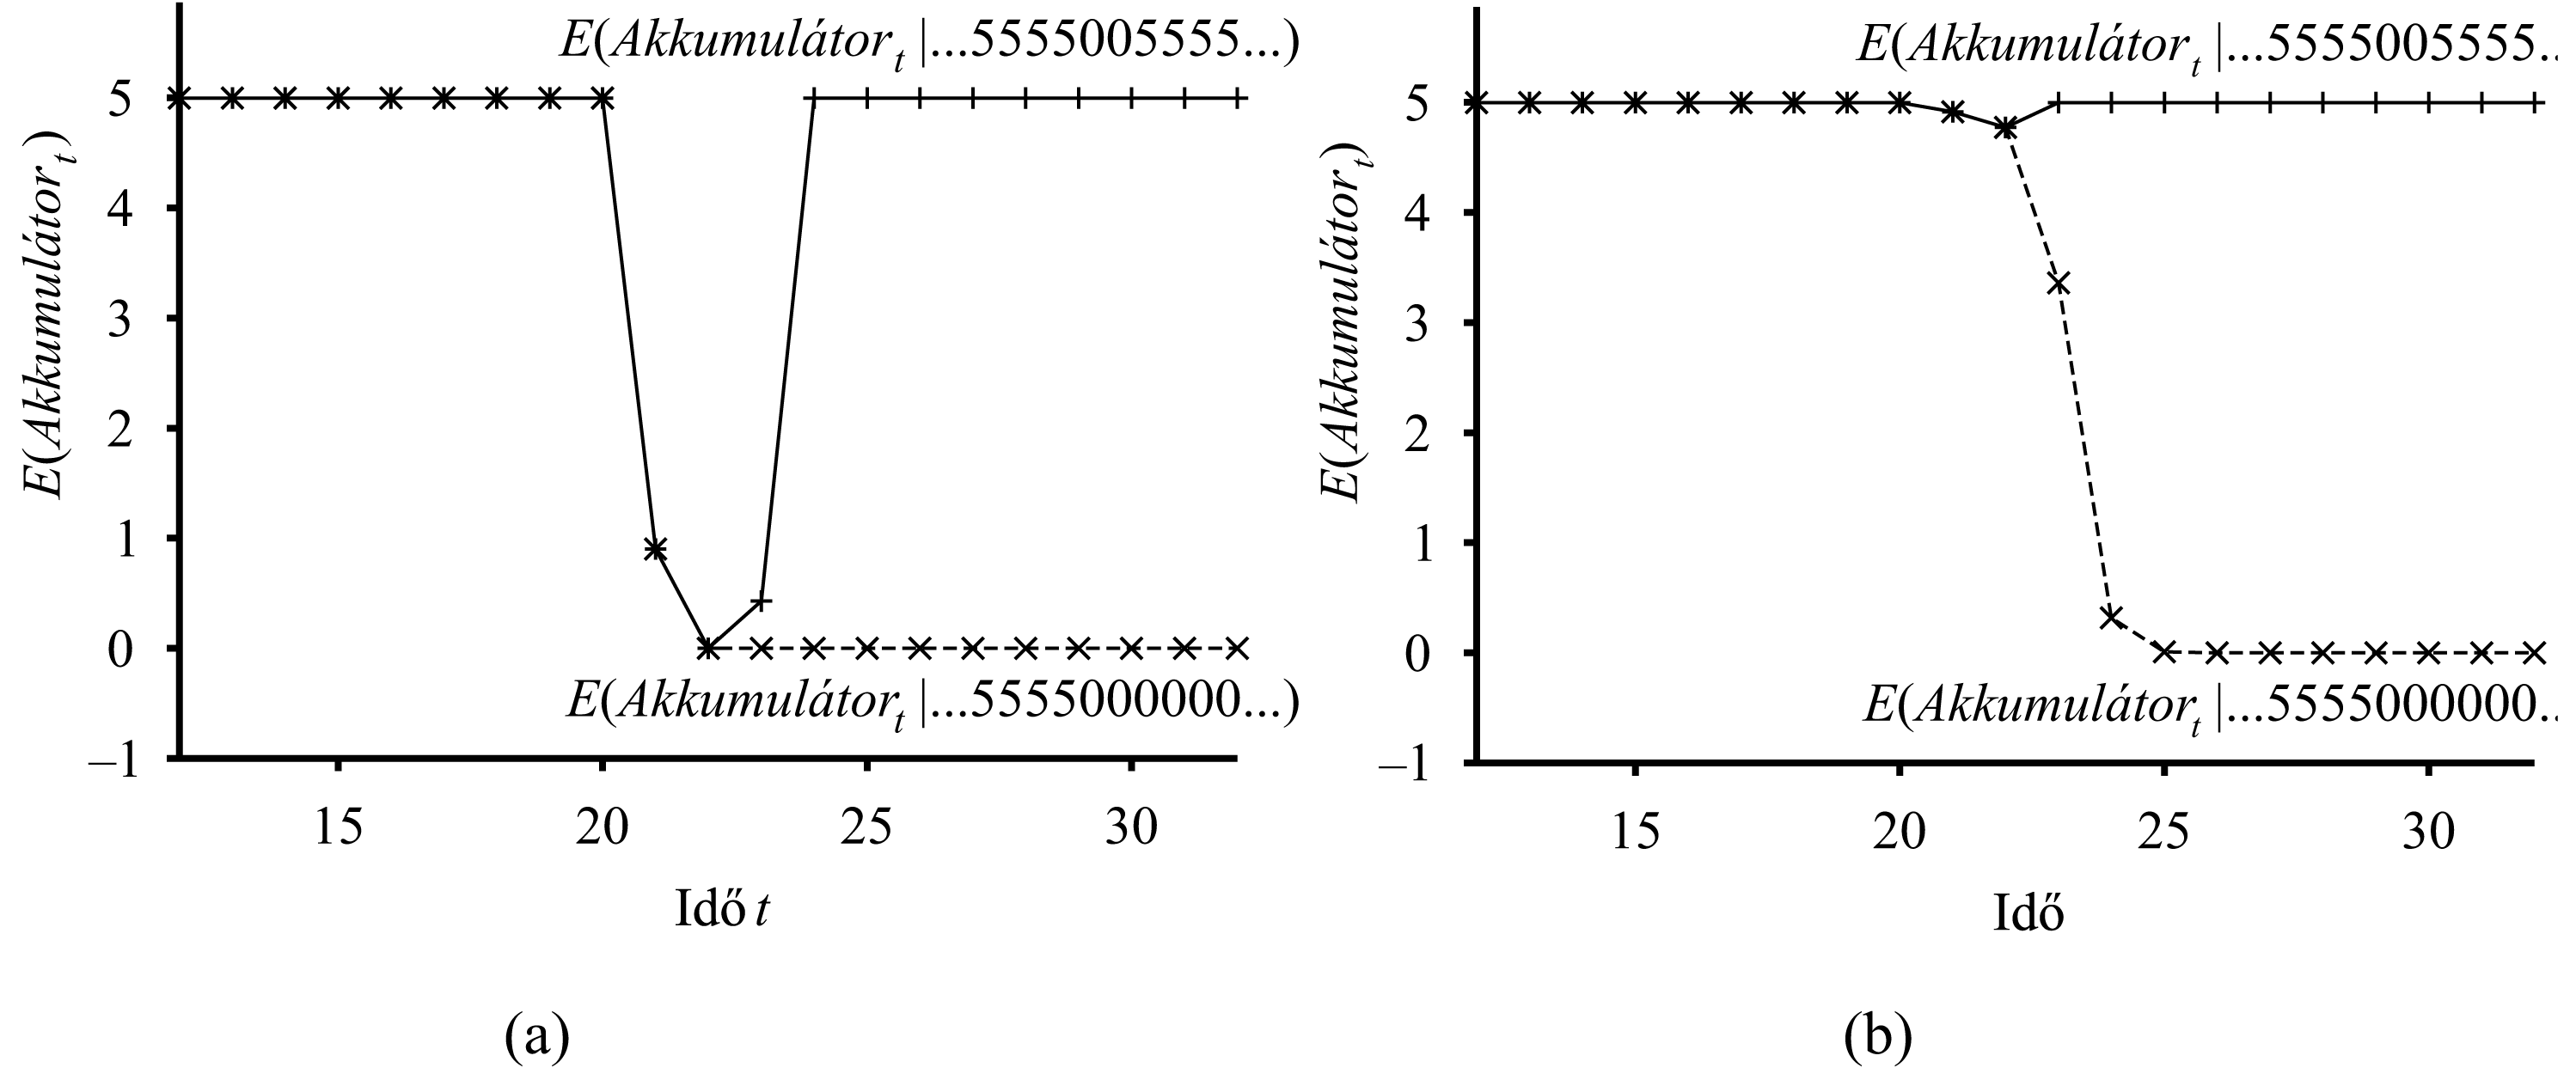 E(Akkumulátor_t |...5555005555...)
5
4
3
2
1
0
–1
E(Akkumulátor_t)
E(Akkumulátor_t |...5555000000...)
15 20 25 30
Idő t
(a)
E(Akkumulátor_t |...5555005555..
5
4
3
2
1
0
–1
E(Akkumulátor_t)
E(Akkumulátor_t |...5555000000..
15 20 25 30
Idő
(b)